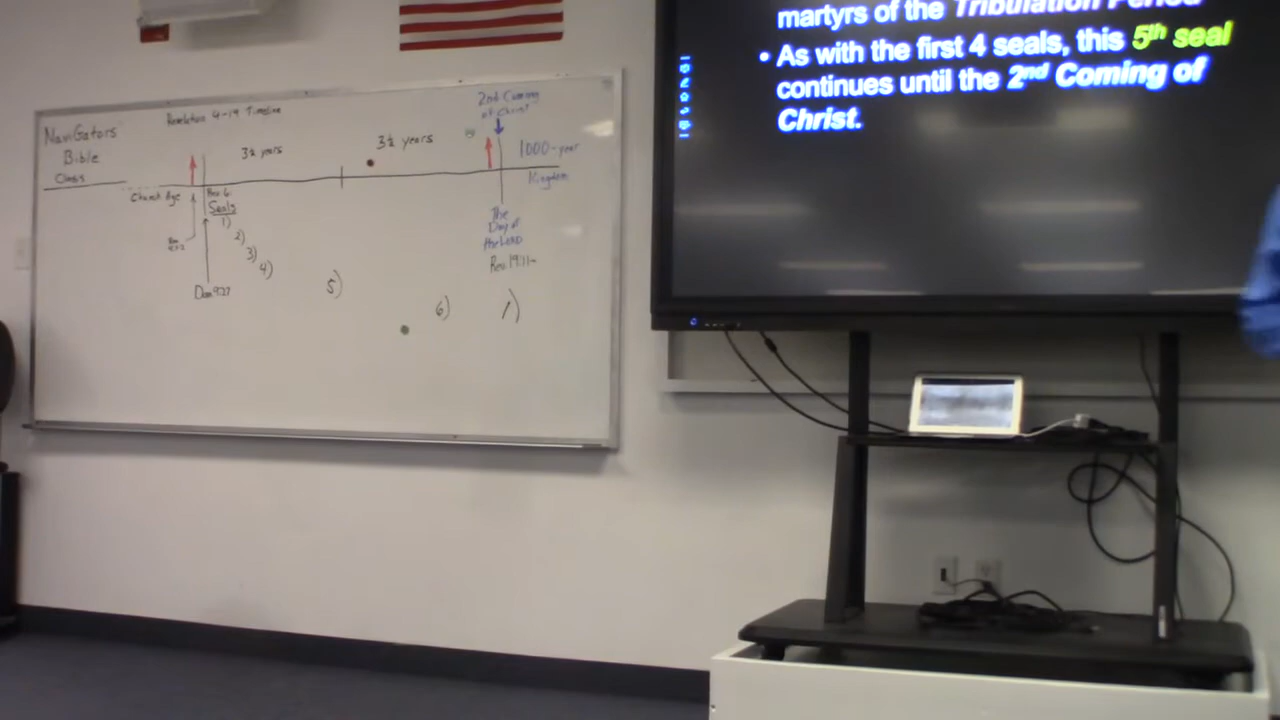 NaviGators
Bible
Class
Revelation 4-19 Timeline
3½ years
3½ years
2nd Coming
of Christ
1000-year
Kingdom
Church Age
Rev. 6
Seals
1)
2)
3)
4)
5)
6)
Dan 9:27
The
Day of
the LORD
Rev. 19:11-
martyrs of the Tribulation Period
• As with the first 4 seals, this 5th seal
continues until the 2nd Coming of
Christ.